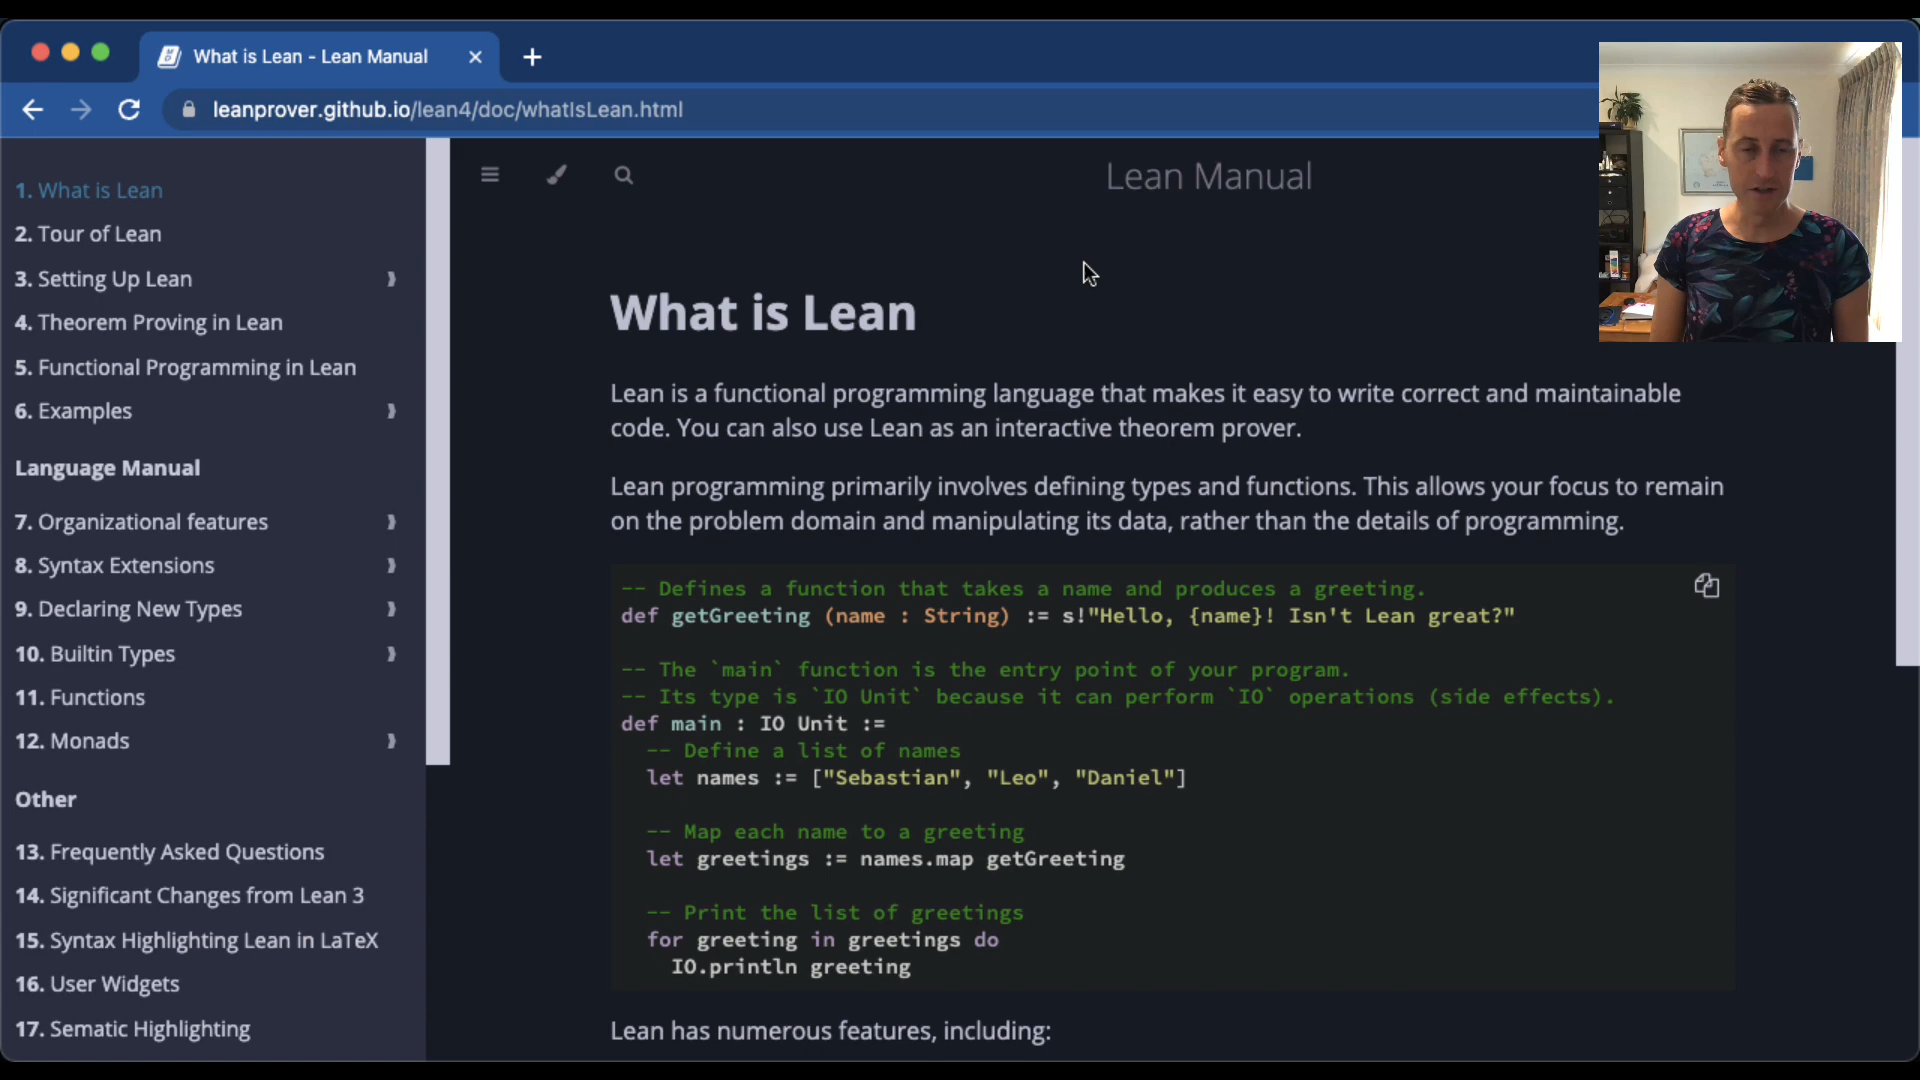 What is Lean - Lean Manual
leanprover.github.io/lean4/doc/whatIsLean.html
1. What is Lean
2. Tour of Lean
3. Setting Up Lean
4. Theorem Proving in Lean
5. Functional Programming in Lean
6. Examples
Language Manual
7. Organizational features
8. Syntax Extensions
9. Declaring New Types
10. Builtin Types
11. Functions
12. Monads
Other
13. Frequently Asked Questions
14. Significant Changes from Lean 3
15. Syntax Highlighting Lean in LaTeX
16. User Widgets
17. Sematic Highlighting
Lean Manual
What is Lean
Lean is a functional programming language that makes it easy to write correct and maintainable
code. You can also use Lean as an interactive theorem prover.
Lean programming primarily involves defining types and functions. This allows your focus to remain
on the problem domain and manipulating its data, rather than the details of programming.
-- Defines a function that takes a name and produces a greeting.
def getGreeting (name : String) := s!"Hello, {name}! Isn't Lean great?"
-- The `main` function is the entry point of your program.
-- Its type is `IO Unit` because it can perform `IO` operations (side effects).
def main : IO Unit :=
-- Define a list of names
let names := ["Sebastian", "Leo", "Daniel"]
-- Map each name to a greeting
let greetings := names.map getGreeting
-- Print the list of greetings
for greeting in greetings do
IO.println greeting
Lean has numerous features, including: